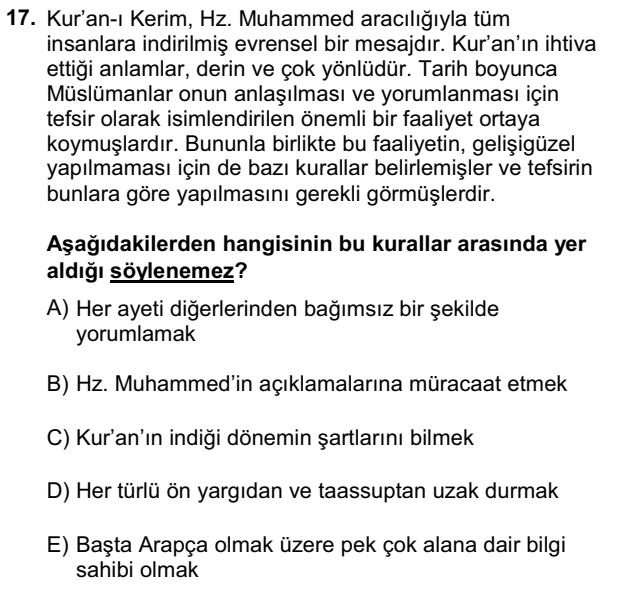 17. Kur’an-ı Kerim, Hz. Muhammed aracılığıyla tüm
insanlara indirilmiş evrensel bir mesajdır. Kur’an’ın ihtiva
ettiği anlamlar, derin ve çok yönlüdür. Tarih boyunca
Müslümanlar onun anlaşılması ve yorumlanması için
tefsir olarak isimlendirilen önemli bir faaliyet ortaya
koymuşlardır. Bununla birlikte bu faaliyetin, gelişigüzel
yapılmaması için de bazı kurallar belirlemişler ve tefsirin
bunlara göre yapılmasını gerekli görmüşlerdir.
Aşağıdakilerden hangisinin bu kurallar arasında yer
aldığı söylenemez?
A) Her ayeti diğerlerinden bağımsız bir şekilde
yorumlamak
B) Hz. Muhammed’in açıklamalarına müracaat etmek
C) Kur’an’ın indiği dönemin şartlarını bilmek
D) Her türlü ön yargıdan ve taassuptan uzak durmak
E) Başta Arapça olmak üzere pek çok alana dair bilgi
sahibi olmak